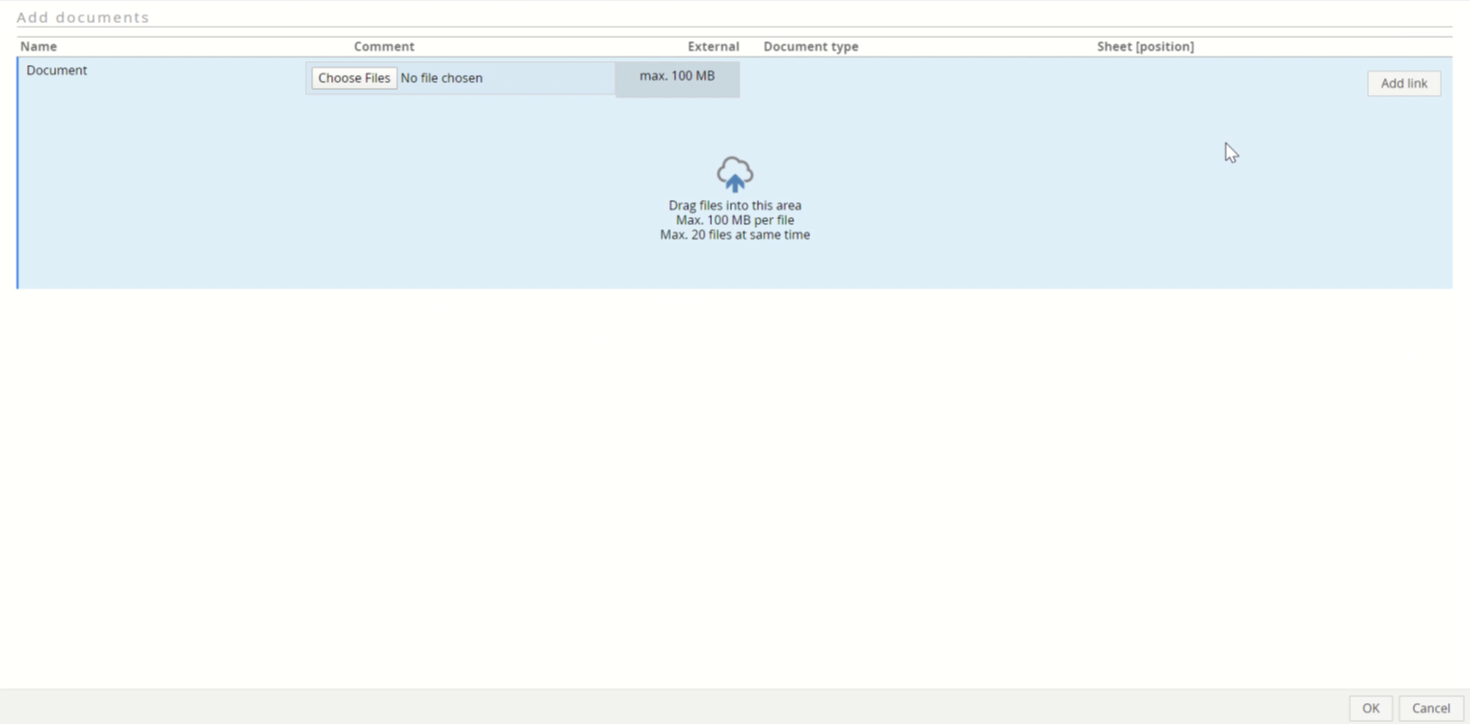 Add documents
Name Comment External Document type Sheet [position]
Document Choose Files No file chosen max. 100 MB Add link
Drag files into this area
Max. 100 MB per file
Max. 20 files at same time
OK Cancel